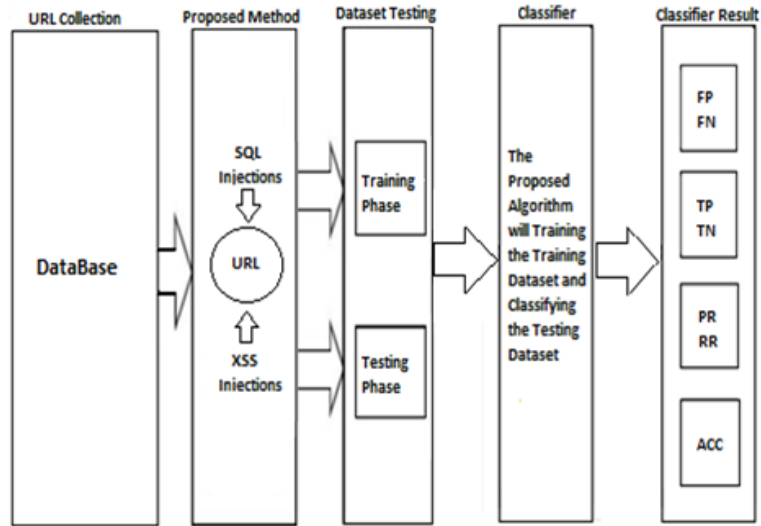 URL Collection
Proposed Method
Dataset Testing
Classifier
Classifier Result
DataBase
SQL
Injections
URL
XSS
Injections
Training
Phase
Testing
Phase
The
Proposed
Algorithm
will Training
the Training
Dataset and
Classifying
the Testing
Dataset
FP
FN
TP
TN
PR
RR
ACC